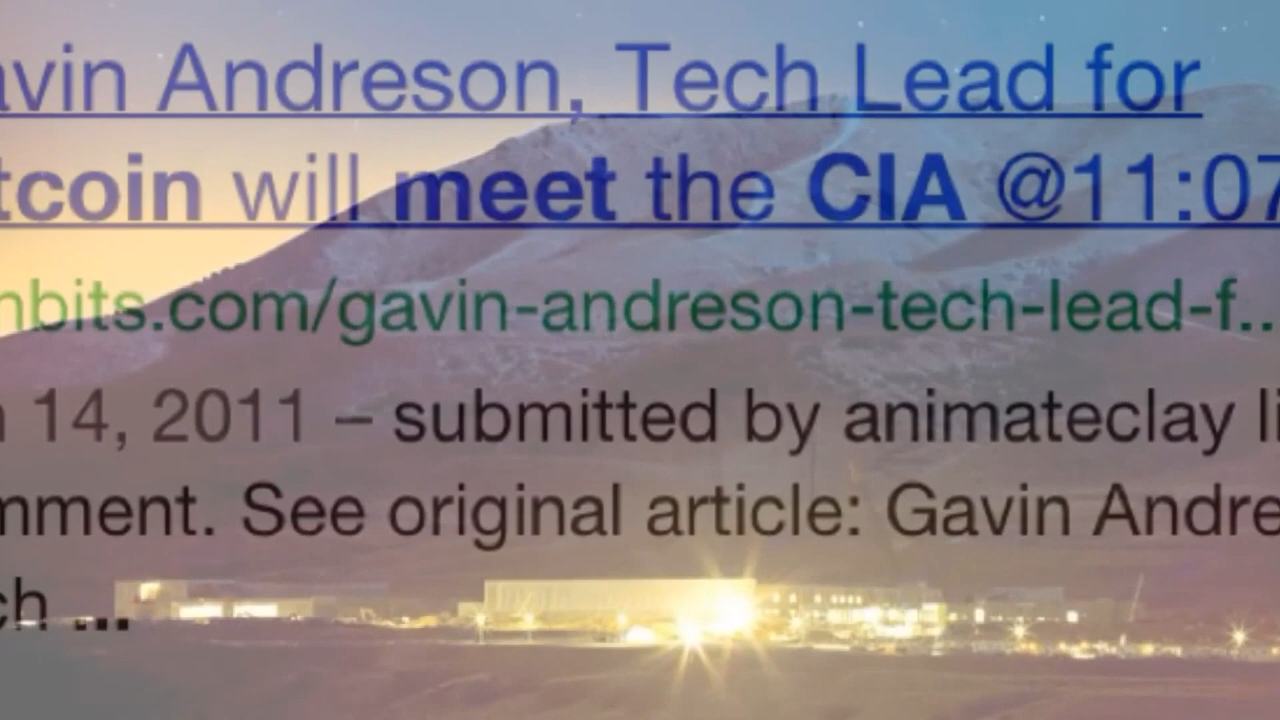 avin Andreson, Tech Lead for
tcoin will meet the CIA @11:07
nbits.com/gavin-andreson-tech-lead-f...
n 14, 2011 – submitted by animateclay li
mment. See original article: Gavin Andre
ch ...